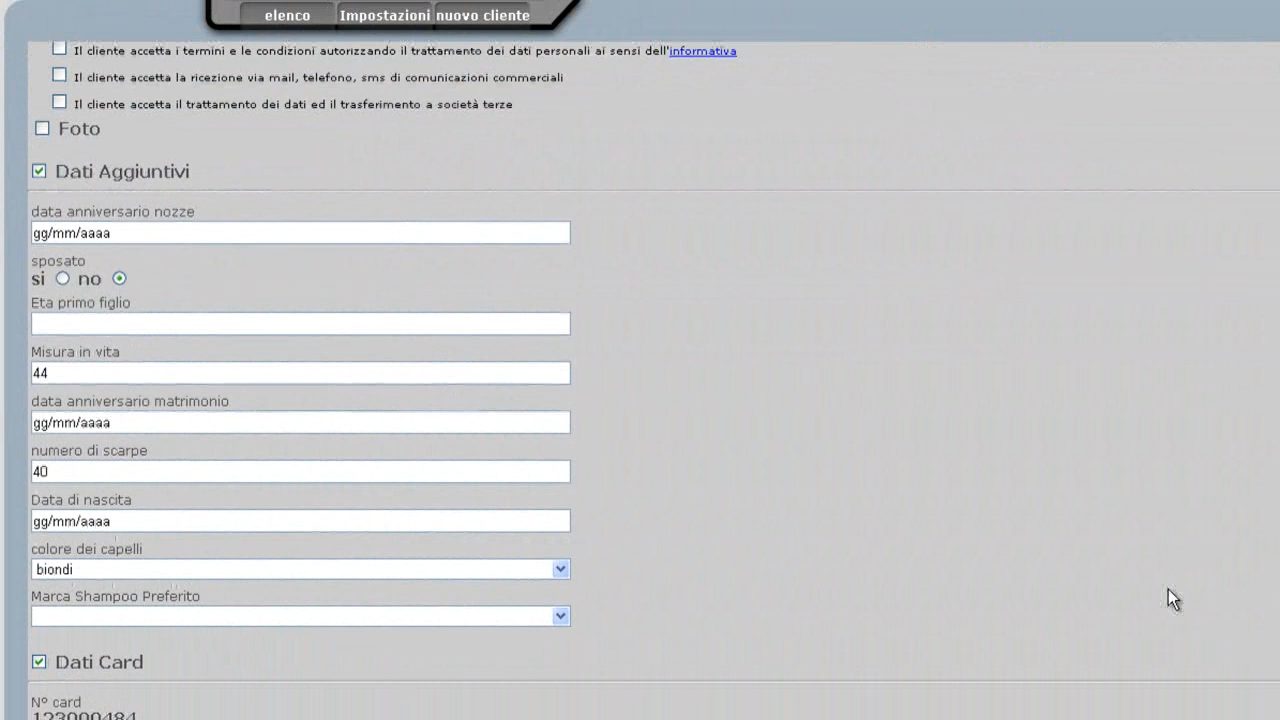 elenco Impostazioni nuovo cliente
Il cliente accetta i termini e le condizioni autorizzando il trattamento dei dati personali ai sensi dell'informativa
Il cliente accetta la ricezione via mail, telefono, sms di comunicazioni commerciali
Il cliente accetta il trattamento dei dati ed il trasferimento a società terze
Foto
Dati Aggiuntivi
data anniversario nozze
gg/mm/aaaa
sposato
si no
Eta primo figlio
Misura in vita
44
data anniversario matrimonio
gg/mm/aaaa
numero di scarpe
40
Data di nascita
gg/mm/aaaa
colore dei capelli
biondi
Marca Shampoo Preferito
Dati Card
N° card
123000484